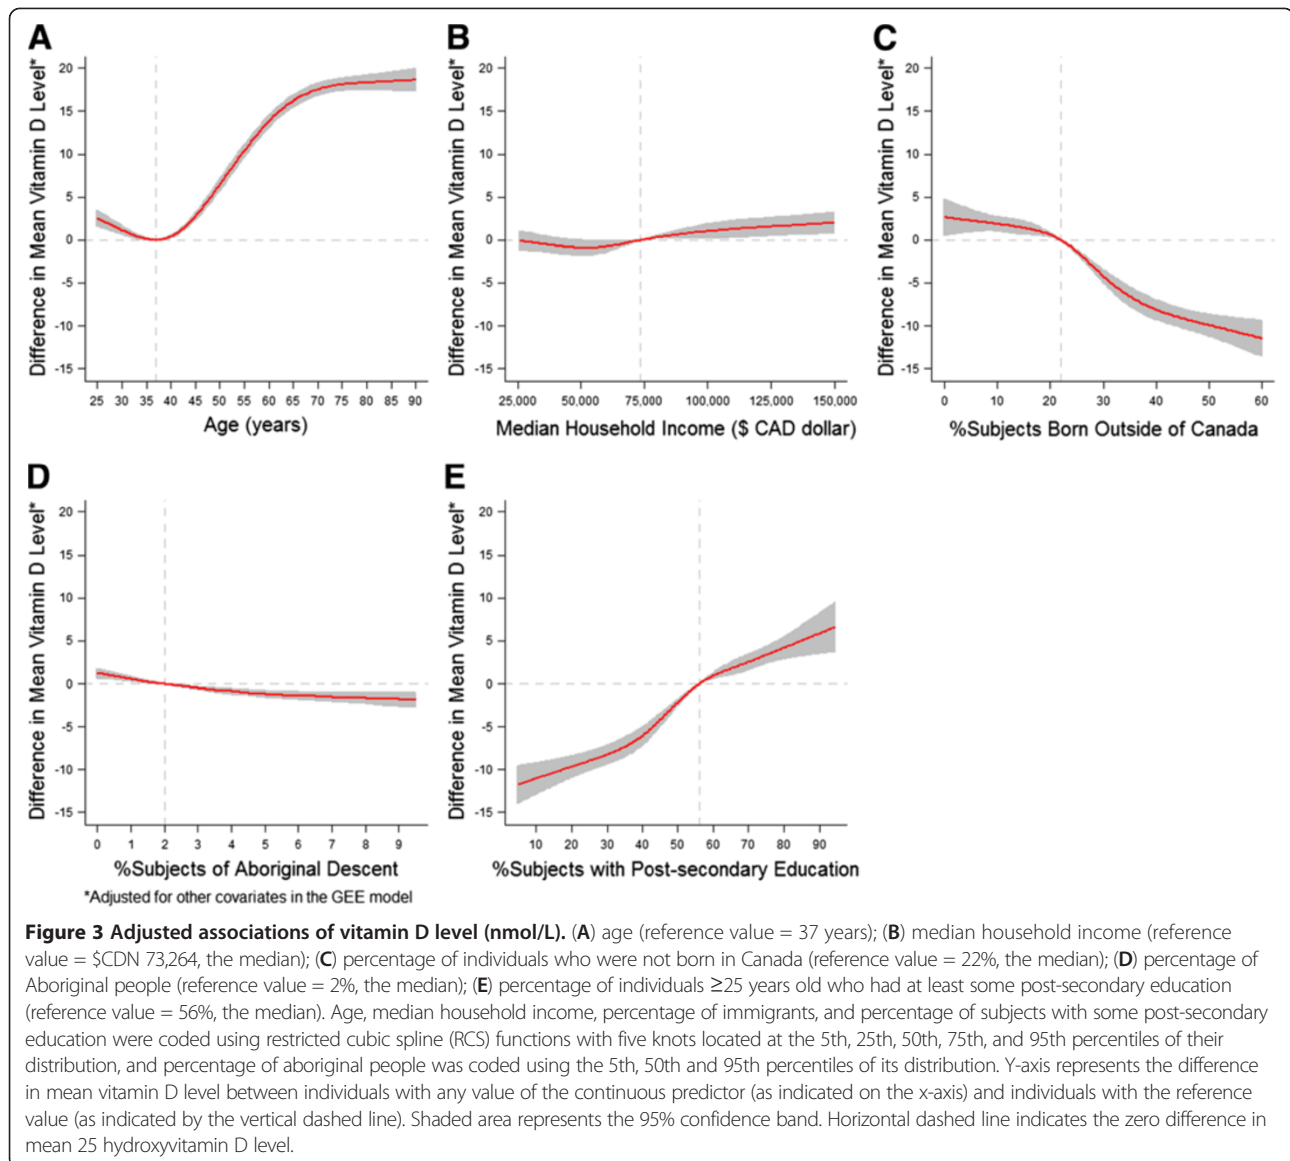 A
Difference in Mean Vitamin D Level*
20
15
10
5
0
-5
-10
-15
25 30 35 40 45 50 55 60 65 70 75 80 85 90
Age (years)
B
Difference in Mean Vitamin D Level*
20
15
10
5
0
-5
-10
-15
25,000 50,000 75,000 100,000 125,000 150,000
Median Household Income ($ CAD dollar)
C
Difference in Mean Vitamin D Level*
20
15
10
5
0
-5
-10
-15
0 10 20 30 40 50 60
%Subjects Born Outside of Canada
D
Difference in Mean Vitamin D Level*
20
15
10
5
0
-5
-10
-15
0 1 2 3 4 5 6 7 8 9
%Subjects of Aboriginal Descent
*Adjusted for other covariates in the GEE model
E
Difference in Mean Vitamin D Level*
20
15
10
5
0
-5
-10
-15
10 20 30 40 50 60 70 80 90
%Subjects with Post-secondary Education
Figure 3 Adjusted associations of vitamin D level (nmol/L). (A) age (reference value = 37 years); (B) median household income (reference
value = $CDN 73,264, the median); (C) percentage of individuals who were not born in Canada (reference value = 22%, the median); (D) percentage of
Aboriginal people (reference value = 2%, the median); (E) percentage of individuals ≥25 years old who had at least some post-secondary education
(reference value = 56%, the median). Age, median household income, percentage of immigrants, and percentage of subjects with some post-secondary
education were coded using restricted cubic spline (RCS) functions with five knots located at the 5th, 25th, 50th, 75th, and 95th percentiles of their
distribution, and percentage of aboriginal people was coded using the 5th, 50th and 95th percentiles of its distribution. Y-axis represents the difference
in mean vitamin D level between individuals with any value of the continuous predictor (as indicated on the x-axis) and individuals with the reference
value (as indicated by the vertical dashed line). Shaded area represents the 95% confidence band. Horizontal dashed line indicates the zero difference in
mean 25 hydroxyvitamin D level.